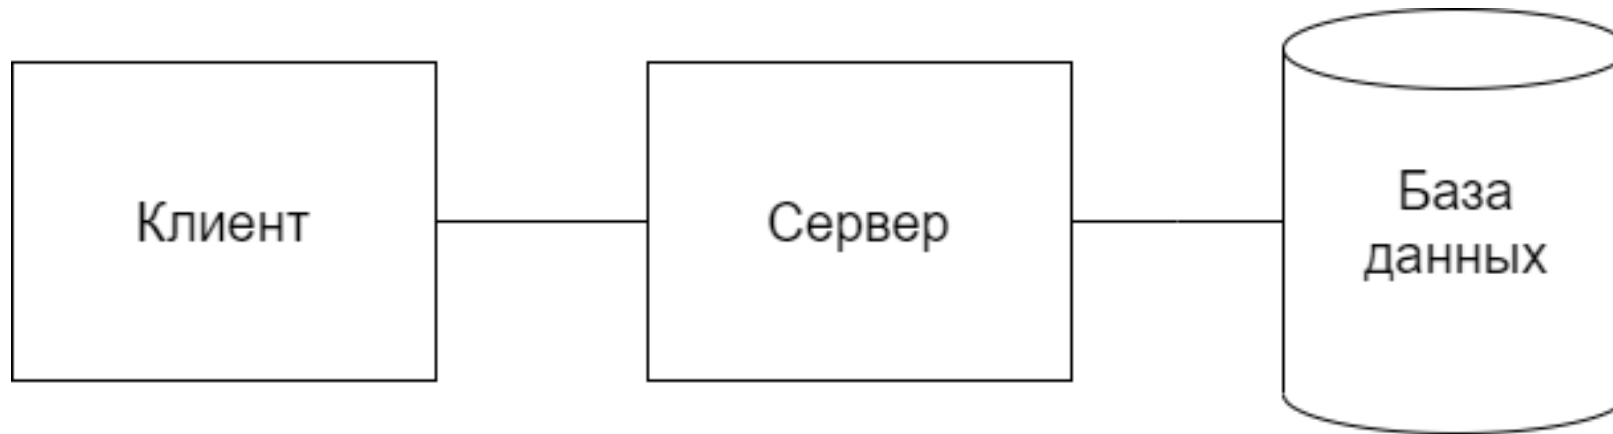 Клиент
Сервер
База
данных